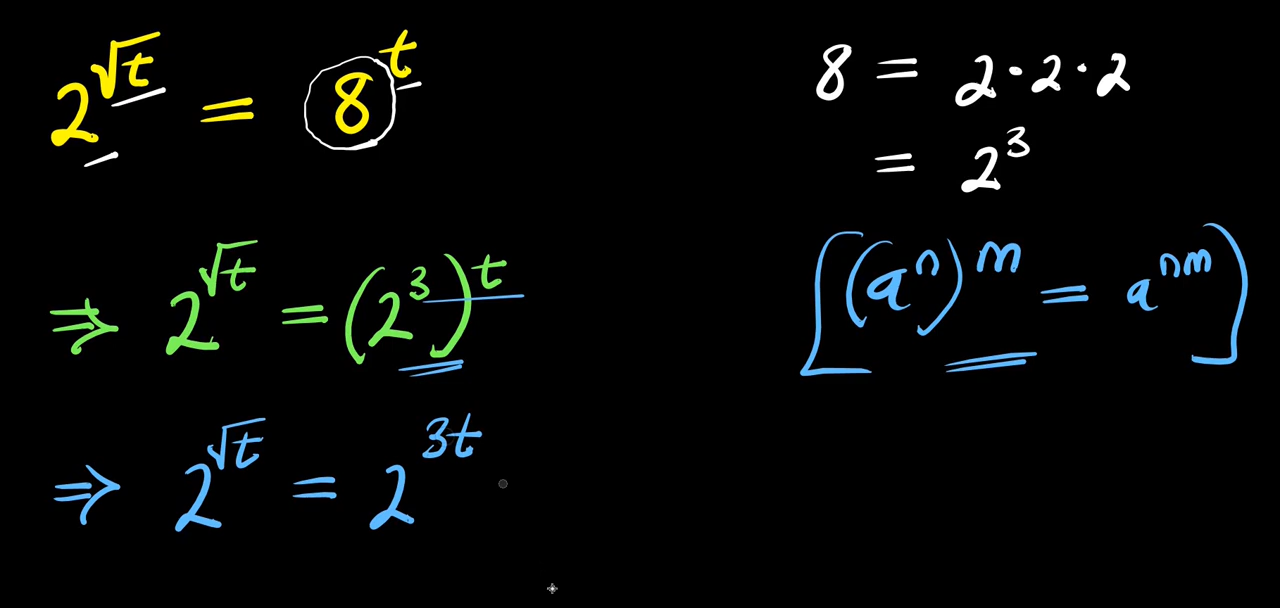 2^√t = 8^t
⇒ 2^√t = (2^3)^t
⇒ 2^√t = 2^3t
8 = 2·2·2
= 2^3
[(a^n)^m = a^nm]